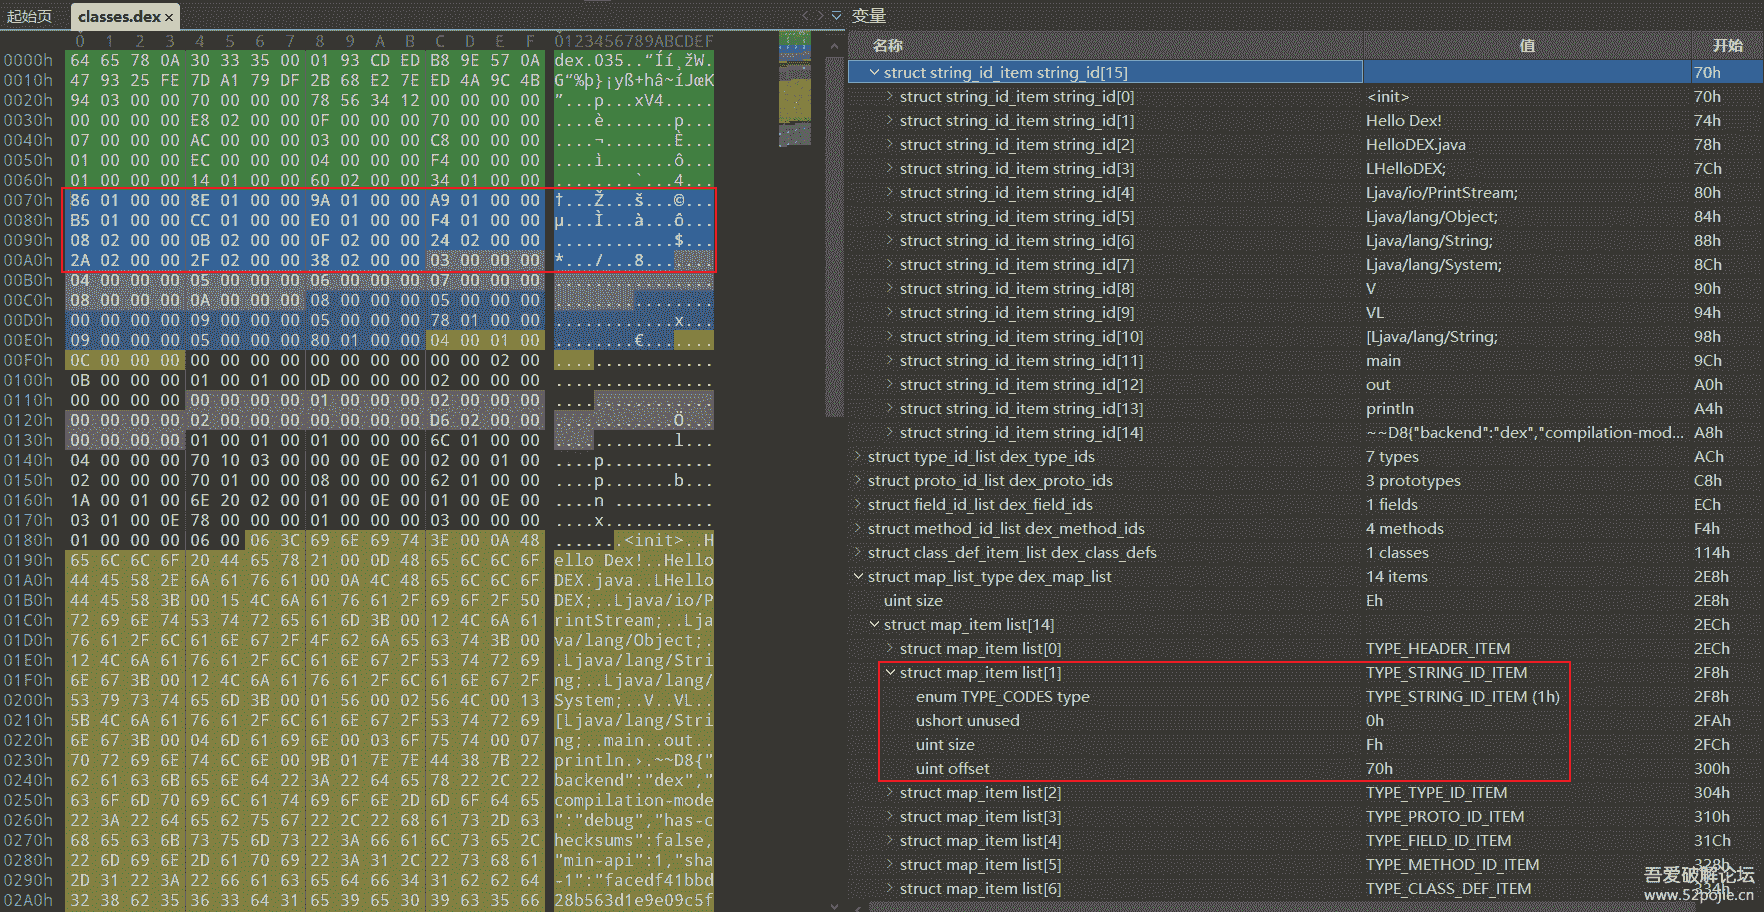 起始页
classes.dex ×
0 1 2 3 4 5 6 7 8 9 A B C D E F 0123456789ABCDEF
0000h 64 65 78 0A 30 33 35 00 01 93 CD ED B8 9E 57 0A dex.035..“Íí¸žW.
0010h 47 93 25 FE 7D A1 79 DF 2B 68 E2 7E ED 4A 9C 4B G“%þ}¡yß+hâ~íJœK
0020h 94 03 00 00 70 00 00 00 78 56 34 12 00 00 00 00 ”...p...xV4.....
0030h 00 00 00 00 E8 02 00 00 0F 00 00 00 70 00 00 00 ....è.......p...
0040h 07 00 00 00 AC 00 00 00 03 00 00 00 C8 00 00 00 ....¬.......È...
0050h 01 00 00 00 EC 00 00 00 04 00 00 00 F4 00 00 00 ....ì.......ô...
0060h 01 00 00 00 14 01 00 00 60 02 00 00 34 01 00 00 ........`...4...
0070h 86 01 00 00 8E 01 00 00 9A 01 00 00 A9 01 00 00 †...Ž...š...©...
0080h B5 01 00 00 CC 01 00 00 E0 01 00 00 F4 01 00 00 µ...Ì...à...ô...
0090h 08 02 00 00 0B 02 00 00 0F 02 00 00 24 02 00 00 ............$...
00A0h 2A 02 00 00 2F 02 00 00 38 02 00 00 03 00 00 00 *.../...8.......
00B0h 04 00 00 00 05 00 00 00 06 00 00 00 07 00 00 00 ................
00C0h 08 00 00 00 0A 00 00 00 08 00 00 00 05 00 00 00 ................
00D0h 00 00 00 00 09 00 00 00 05 00 00 00 78 01 00 00 ............x...
00E0h 09 00 00 00 05 00 00 00 80 01 00 00 04 00 01 00 ........€.......
00F0h 0C 00 00 00 00 00 00 00 00 00 00 00 00 00 02 00 ................
0100h 0B 00 00 00 01 00 01 00 0D 00 00 00 02 00 00 00 ................
0110h 00 00 00 00 00 00 00 00 01 00 00 00 02 00 00 00 ................
0120h 00 00 00 00 02 00 00 00 00 00 00 00 D6 02 00 00 ............Ö...
0130h 00 00 00 00 01 00 01 00 01 00 00 00 6C 01 00 00 ............l...
0140h 04 00 00 00 70 10 03 00 00 00 0E 00 02 00 01 00 ....p...........
0150h 02 00 00 00 70 01 00 00 08 00 00 00 62 01 00 00 ....p.......b...
0160h 1A 00 01 00 6E 20 02 00 01 00 0E 00 01 00 0E 00 ....n ..........
0170h 03 01 00 0E 78 00 00 00 01 00 00 00 03 00 00 00 ....x...........
0180h 01 00 00 00 06 00 06 3C 69 6E 69 74 3E 00 0A 48 .......<init>..H
0190h 65 6C 6C 6F 20 44 65 78 21 00 0D 48 65 6C 6C 6F ello Dex!..Hello
01A0h 44 45 58 2E 6A 61 76 61 00 0A 4C 48 65 6C 6C 6F DEX.java..LHello
01B0h 44 45 58 3B 00 15 4C 6A 61 76 61 2F 69 6F 2F 50 DEX;..Ljava/io/P
01C0h 72 69 6E 74 53 74 72 65 61 6D 3B 00 12 4C 6A 61 rintStream;..Lja
01D0h 76 61 2F 6C 61 6E 67 2F 4F 62 6A 65 63 74 3B 00 va/lang/Object;.
01E0h 12 4C 6A 61 76 61 2F 6C 61 6E 67 2F 53 74 72 69 .Ljava/lang/Stri
01F0h 6E 67 3B 00 12 4C 6A 61 76 61 2F 6C 61 6E 67 2F ng;..Ljava/lang/
0200h 53 79 73 74 65 6D 3B 00 01 56 00 02 56 4C 00 13 System;..V..VL..
0210h 5B 4C 6A 61 76 61 2F 6C 61 6E 67 2F 53 74 72 69 [Ljava/lang/Stri
0220h 6E 67 3B 00 04 6D 61 69 6E 00 03 6F 75 74 00 07 ng;..main..out..
0230h 70 72 69 6E 74 6C 6E 00 9B 01 7E 7E 44 38 7B 22 println.›.~~D8{"
0240h 62 61 63 6B 65 6E 64 22 3A 22 64 65 78 22 2C 22 backend":"dex","
0250h 63 6F 6D 70 69 6C 61 74 69 6F 6E 2D 6D 6F 64 65 compilation-mode
0260h 22 3A 22 64 65 62 75 67 22 2C 22 68 61 73 2D 63 ":"debug","has-c
0270h 68 65 63 6B 73 75 6D 73 22 3A 66 61 6C 73 65 2C hecksums":false,
0280h 22 6D 69 6E 2D 61 70 69 22 3A 31 2C 22 73 68 61 "min-api":1,"sha
0290h 2D 31 22 3A 22 66 61 63 65 64 66 34 31 62 62 64 -1":"facedf41bbd
02A0h 32 38 62 35 36 33 64 31 65 39 65 30 39 63 35 66 28b563d1e9e09c5f
变量
名称 值 开始
struct string_id_item string_id[15] 70h
struct string_id_item string_id[0] <init> 70h
struct string_id_item string_id[1] Hello Dex! 74h
struct string_id_item string_id[2] HelloDEX.java 78h
struct string_id_item string_id[3] LHelloDEX; 7Ch
struct string_id_item string_id[4] Ljava/io/PrintStream; 80h
struct string_id_item string_id[5] Ljava/lang/Object; 84h
struct string_id_item string_id[6] Ljava/lang/String; 88h
struct string_id_item string_id[7] Ljava/lang/System; 8Ch
struct string_id_item string_id[8] V 90h
struct string_id_item string_id[9] VL 94h
struct string_id_item string_id[10] [Ljava/lang/String; 98h
struct string_id_item string_id[11] main 9Ch
struct string_id_item string_id[12] out A0h
struct string_id_item string_id[13] println A4h
struct string_id_item string_id[14] ~~D8{"backend":"dex","compilation-mod... A8h
struct type_id_list dex_type_ids 7 types ACh
struct proto_id_list dex_proto_ids 3 prototypes C8h
struct field_id_list dex_field_ids 1 fields ECh
struct method_id_list dex_method_ids 4 methods F4h
struct class_def_item_list dex_class_defs 1 classes 114h
struct map_list_type dex_map_list 14 items 2E8h
uint size Eh 2E8h
struct map_item list[14] 2ECh
struct map_item list[0] TYPE_HEADER_ITEM 2ECh
struct map_item list[1] TYPE_STRING_ID_ITEM 2F8h
enum TYPE_CODES type TYPE_STRING_ID_ITEM (1h) 2F8h
ushort unused 0h 2FAh
uint size Fh 2FCh
uint offset 70h 300h
struct map_item list[2] TYPE_TYPE_ID_ITEM 304h
struct map_item list[3] TYPE_PROTO_ID_ITEM 310h
struct map_item list[4] TYPE_FIELD_ID_ITEM 31Ch
struct map_item list[5] TYPE_METHOD_ID_ITEM 328h
struct map_item list[6] TYPE_CLASS_DEF_ITEM 334h
吾爱破解论坛
www.52pojie.cn